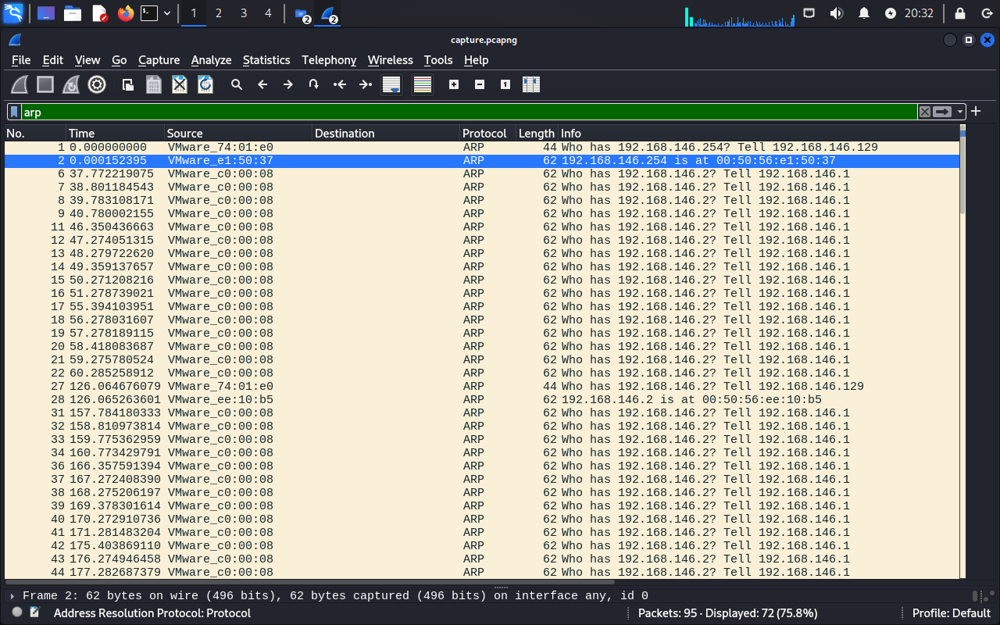 1 2 3 4 2 2 20:32
capture.pcapng
File Edit View Go Capture Analyze Statistics Telephony Wireless Tools Help
arp
No. Time Source Destination Protocol Length Info
1 0.000000000 VMware_74:01:e0 ARP 44 Who has 192.168.146.254? Tell 192.168.146.129
2 0.000152395 VMware_e1:50:37 ARP 62 192.168.146.254 is at 00:50:56:e1:50:37
6 37.772219075 VMware_c0:00:08 ARP 62 Who has 192.168.146.2? Tell 192.168.146.1
7 38.801184543 VMware_c0:00:08 ARP 62 Who has 192.168.146.2? Tell 192.168.146.1
8 39.783108171 VMware_c0:00:08 ARP 62 Who has 192.168.146.2? Tell 192.168.146.1
9 40.780002155 VMware_c0:00:08 ARP 62 Who has 192.168.146.2? Tell 192.168.146.1
11 46.350436663 VMware_c0:00:08 ARP 62 Who has 192.168.146.2? Tell 192.168.146.1
12 47.274051315 VMware_c0:00:08 ARP 62 Who has 192.168.146.2? Tell 192.168.146.1
13 48.279722620 VMware_c0:00:08 ARP 62 Who has 192.168.146.2? Tell 192.168.146.1
14 49.359137657 VMware_c0:00:08 ARP 62 Who has 192.168.146.2? Tell 192.168.146.1
15 50.271208216 VMware_c0:00:08 ARP 62 Who has 192.168.146.2? Tell 192.168.146.1
16 51.278739021 VMware_c0:00:08 ARP 62 Who has 192.168.146.2? Tell 192.168.146.1
17 55.394103951 VMware_c0:00:08 ARP 62 Who has 192.168.146.2? Tell 192.168.146.1
18 56.278031607 VMware_c0:00:08 ARP 62 Who has 192.168.146.2? Tell 192.168.146.1
19 57.278189115 VMware_c0:00:08 ARP 62 Who has 192.168.146.2? Tell 192.168.146.1
20 58.418083687 VMware_c0:00:08 ARP 62 Who has 192.168.146.2? Tell 192.168.146.1
21 59.275780524 VMware_c0:00:08 ARP 62 Who has 192.168.146.2? Tell 192.168.146.1
22 60.285258912 VMware_c0:00:08 ARP 62 Who has 192.168.146.2? Tell 192.168.146.1
27 126.064676079 VMware_74:01:e0 ARP 44 Who has 192.168.146.2? Tell 192.168.146.129
28 126.065263601 VMware_ee:10:b5 ARP 62 192.168.146.2 is at 00:50:56:ee:10:b5
31 157.784180333 VMware_c0:00:08 ARP 62 Who has 192.168.146.2? Tell 192.168.146.1
32 158.810973814 VMware_c0:00:08 ARP 62 Who has 192.168.146.2? Tell 192.168.146.1
33 159.775362959 VMware_c0:00:08 ARP 62 Who has 192.168.146.2? Tell 192.168.146.1
34 160.773429791 VMware_c0:00:08 ARP 62 Who has 192.168.146.2? Tell 192.168.146.1
36 166.357591394 VMware_c0:00:08 ARP 62 Who has 192.168.146.2? Tell 192.168.146.1
37 167.272408390 VMware_c0:00:08 ARP 62 Who has 192.168.146.2? Tell 192.168.146.1
38 168.275206197 VMware_c0:00:08 ARP 62 Who has 192.168.146.2? Tell 192.168.146.1
39 169.378301614 VMware_c0:00:08 ARP 62 Who has 192.168.146.2? Tell 192.168.146.1
40 170.272910736 VMware_c0:00:08 ARP 62 Who has 192.168.146.2? Tell 192.168.146.1
41 171.281483204 VMware_c0:00:08 ARP 62 Who has 192.168.146.2? Tell 192.168.146.1
42 175.403869110 VMware_c0:00:08 ARP 62 Who has 192.168.146.2? Tell 192.168.146.1
43 176.274946458 VMware_c0:00:08 ARP 62 Who has 192.168.146.2? Tell 192.168.146.1
44 177.282687379 VMware_c0:00:08 ARP 62 Who has 192.168.146.2? Tell 192.168.146.1
Frame 2: 62 bytes on wire (496 bits), 62 bytes captured (496 bits) on interface any, id 0
Address Resolution Protocol: Protocol Packets: 95 · Displayed: 72 (75.8%) Profile: Default